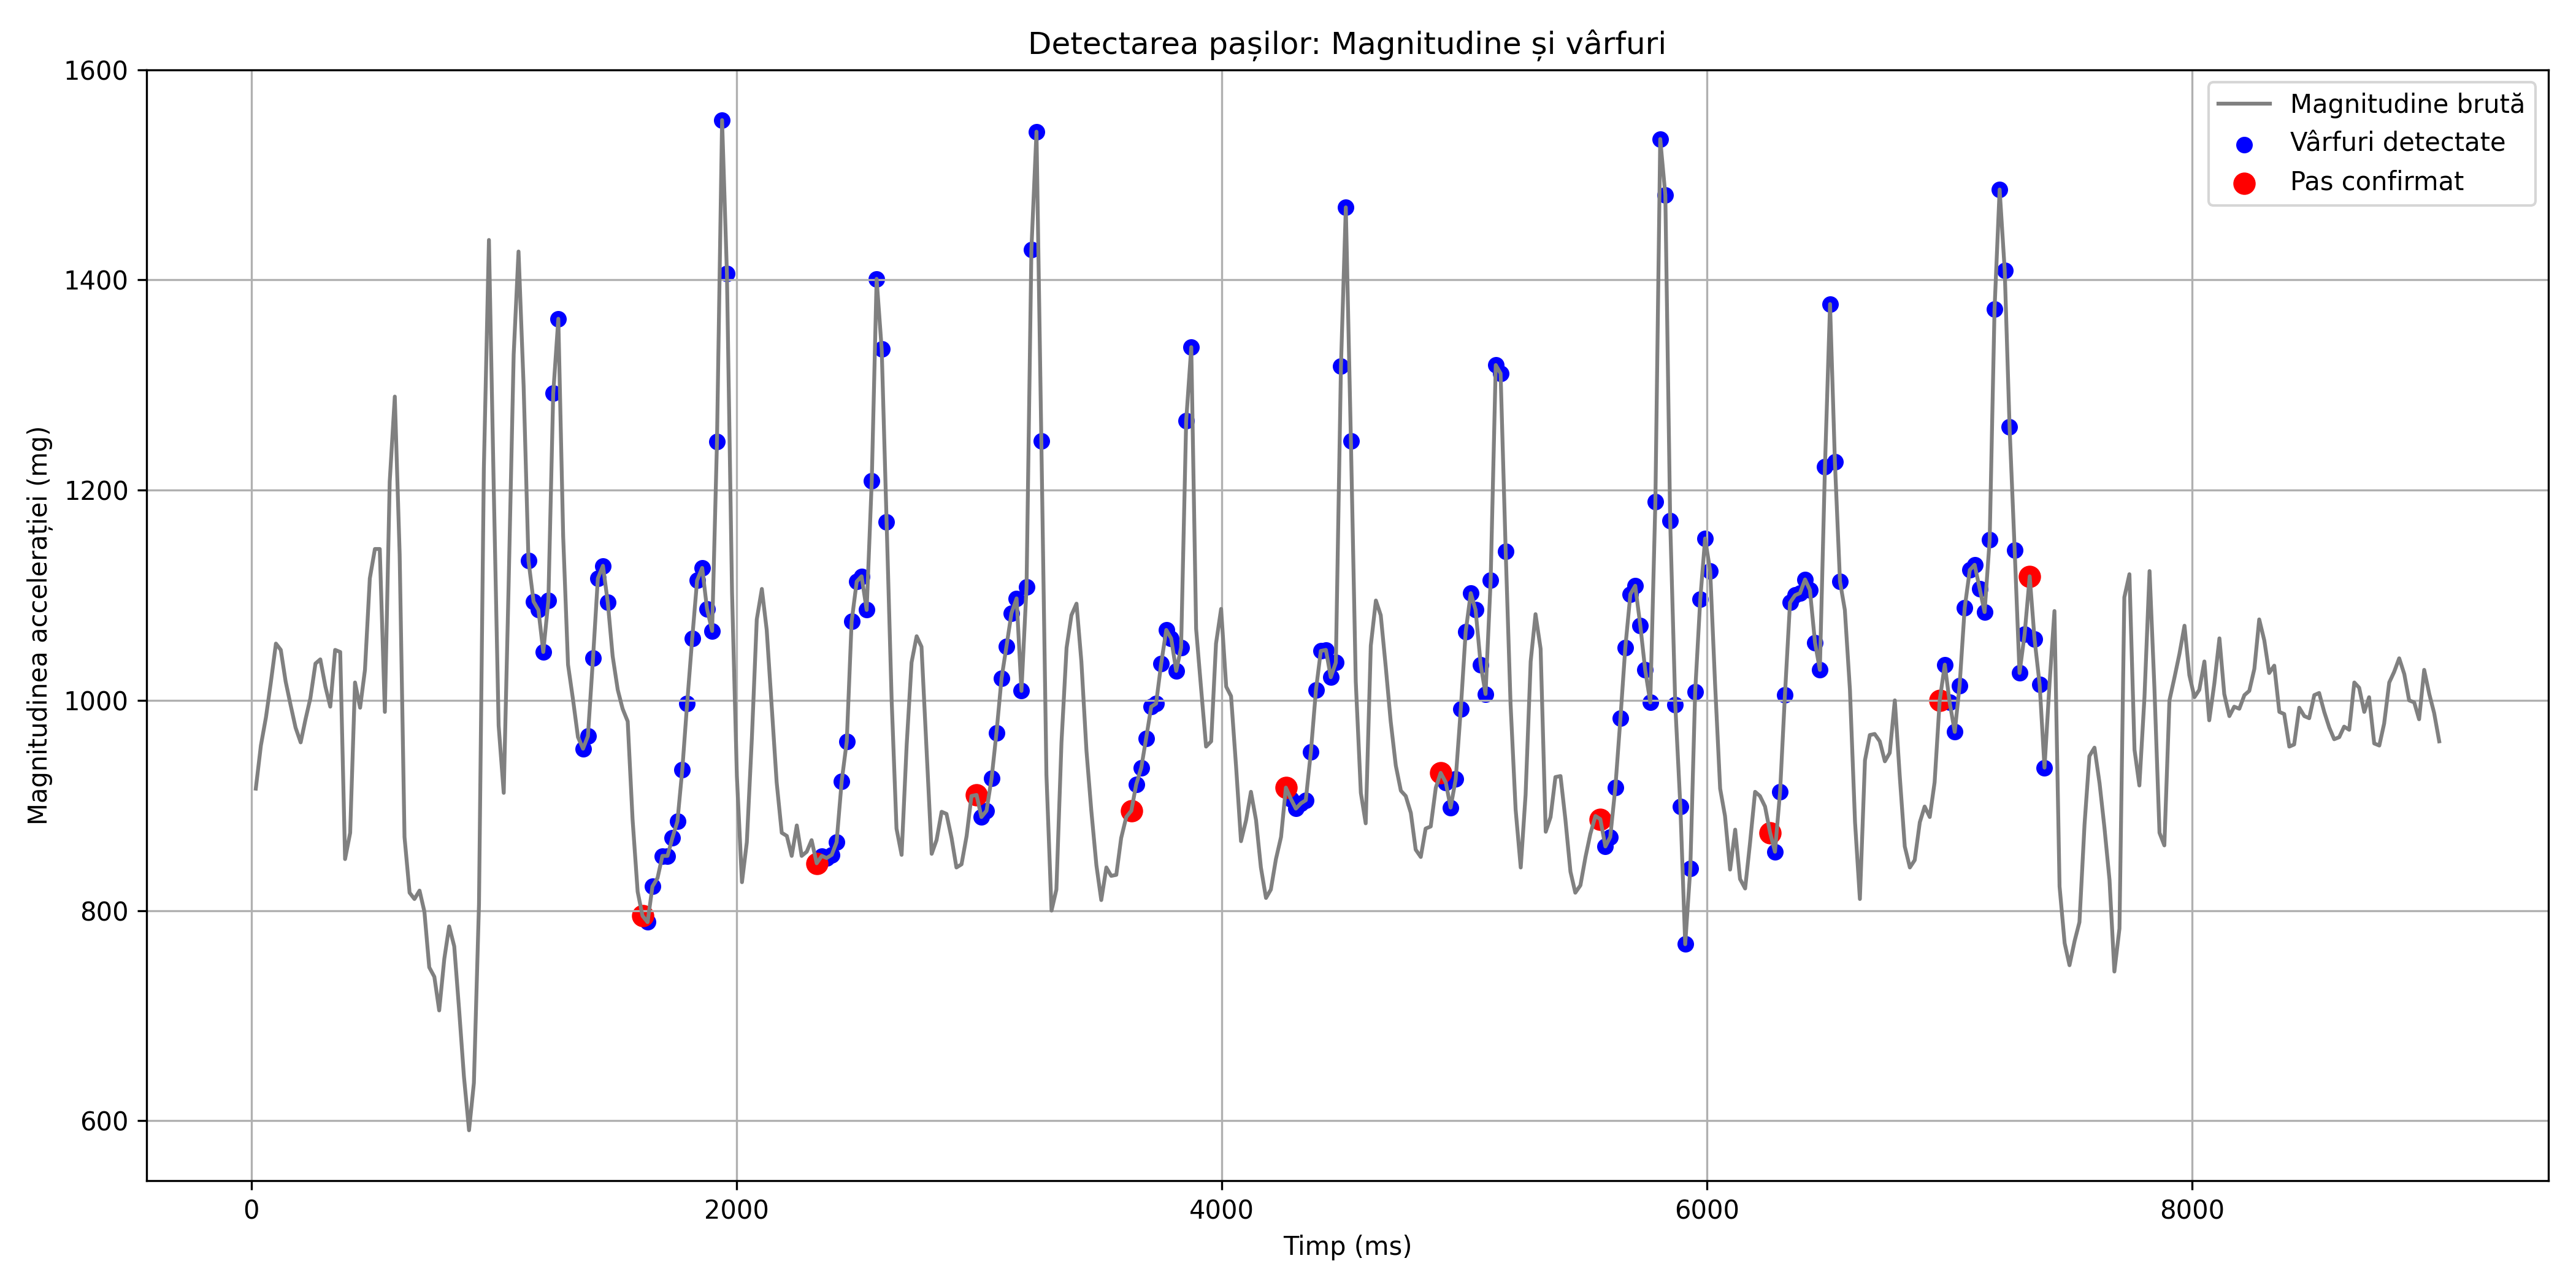 Detectarea pașilor: Magnitudine și vârfuri
1600
1400
1200
1000
800
600
Magnitudinea accelerației (mg)
Magnitudine brută
Vârfuri detectate
Pas confirmat
0
2000
4000
6000
8000
Timp (ms)